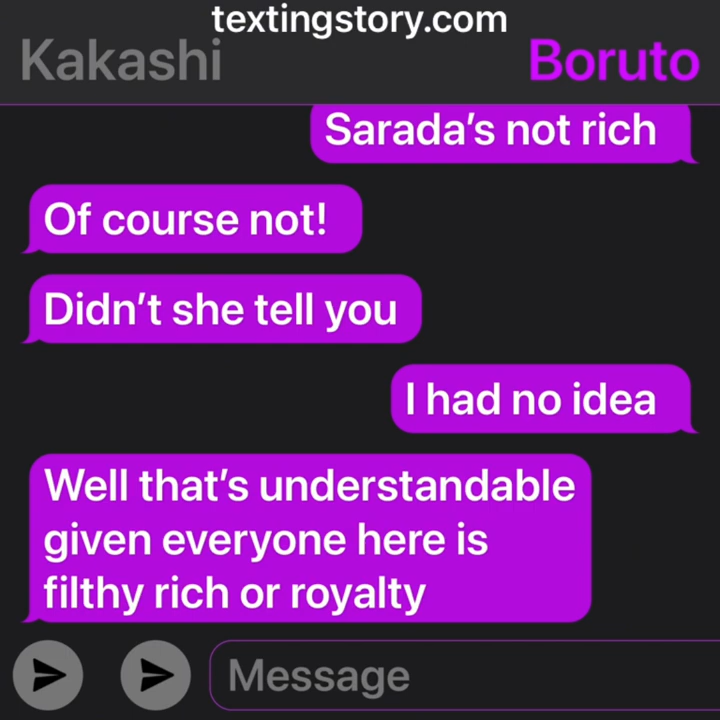 textingstory.com
Kakashi
Boruto
Sarada’s not rich
Of course not!
Didn’t she tell you
I had no idea
Well that’s understandable
given everyone here is
filthy rich or royalty
Message